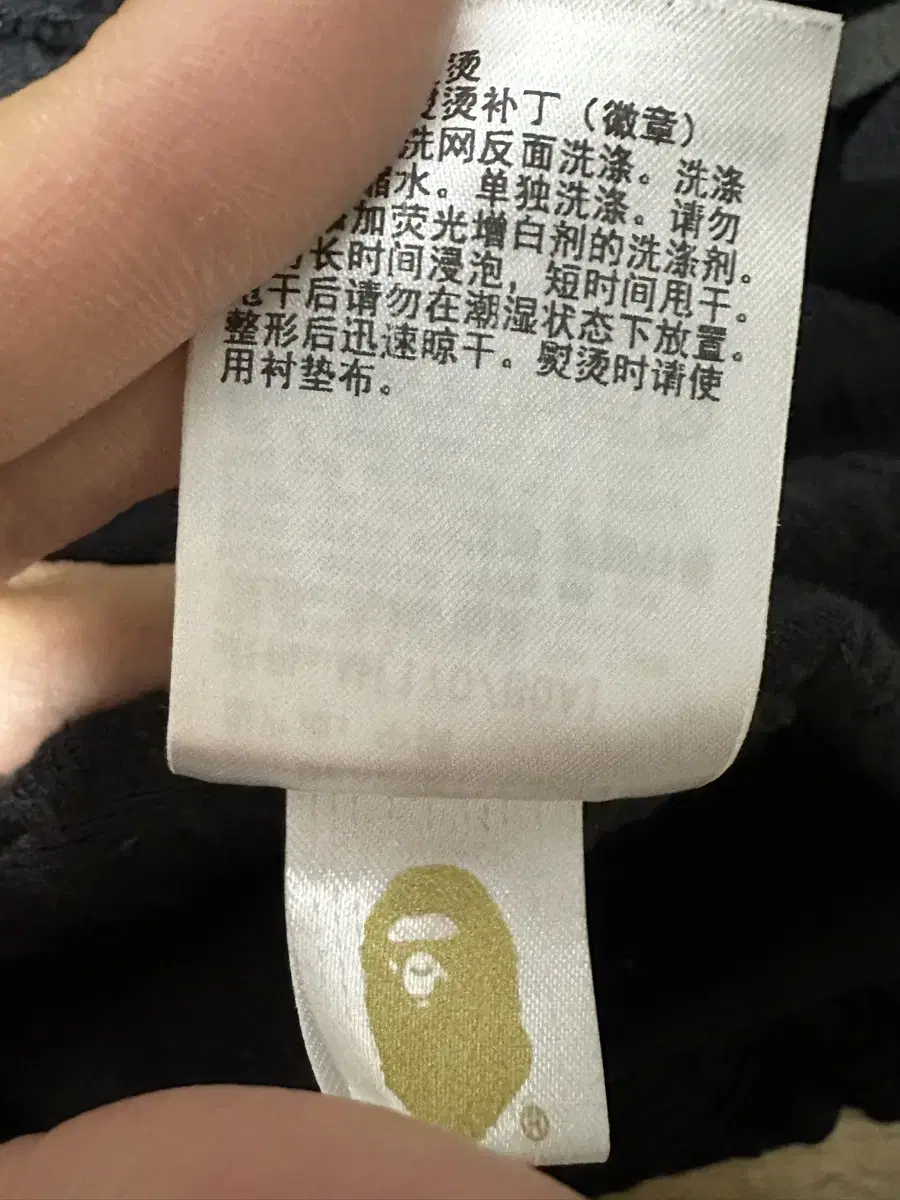 烫
烫补丁（徽章）
洗网反面洗涤。洗涤
缩水。单独洗涤。请勿
加荧光增白剂的洗涤剂。
长时间浸泡，短时间甩干。
甩干后请勿在潮湿状态下放置。
整形后迅速晾干。熨烫时请使
用衬垫布。
®